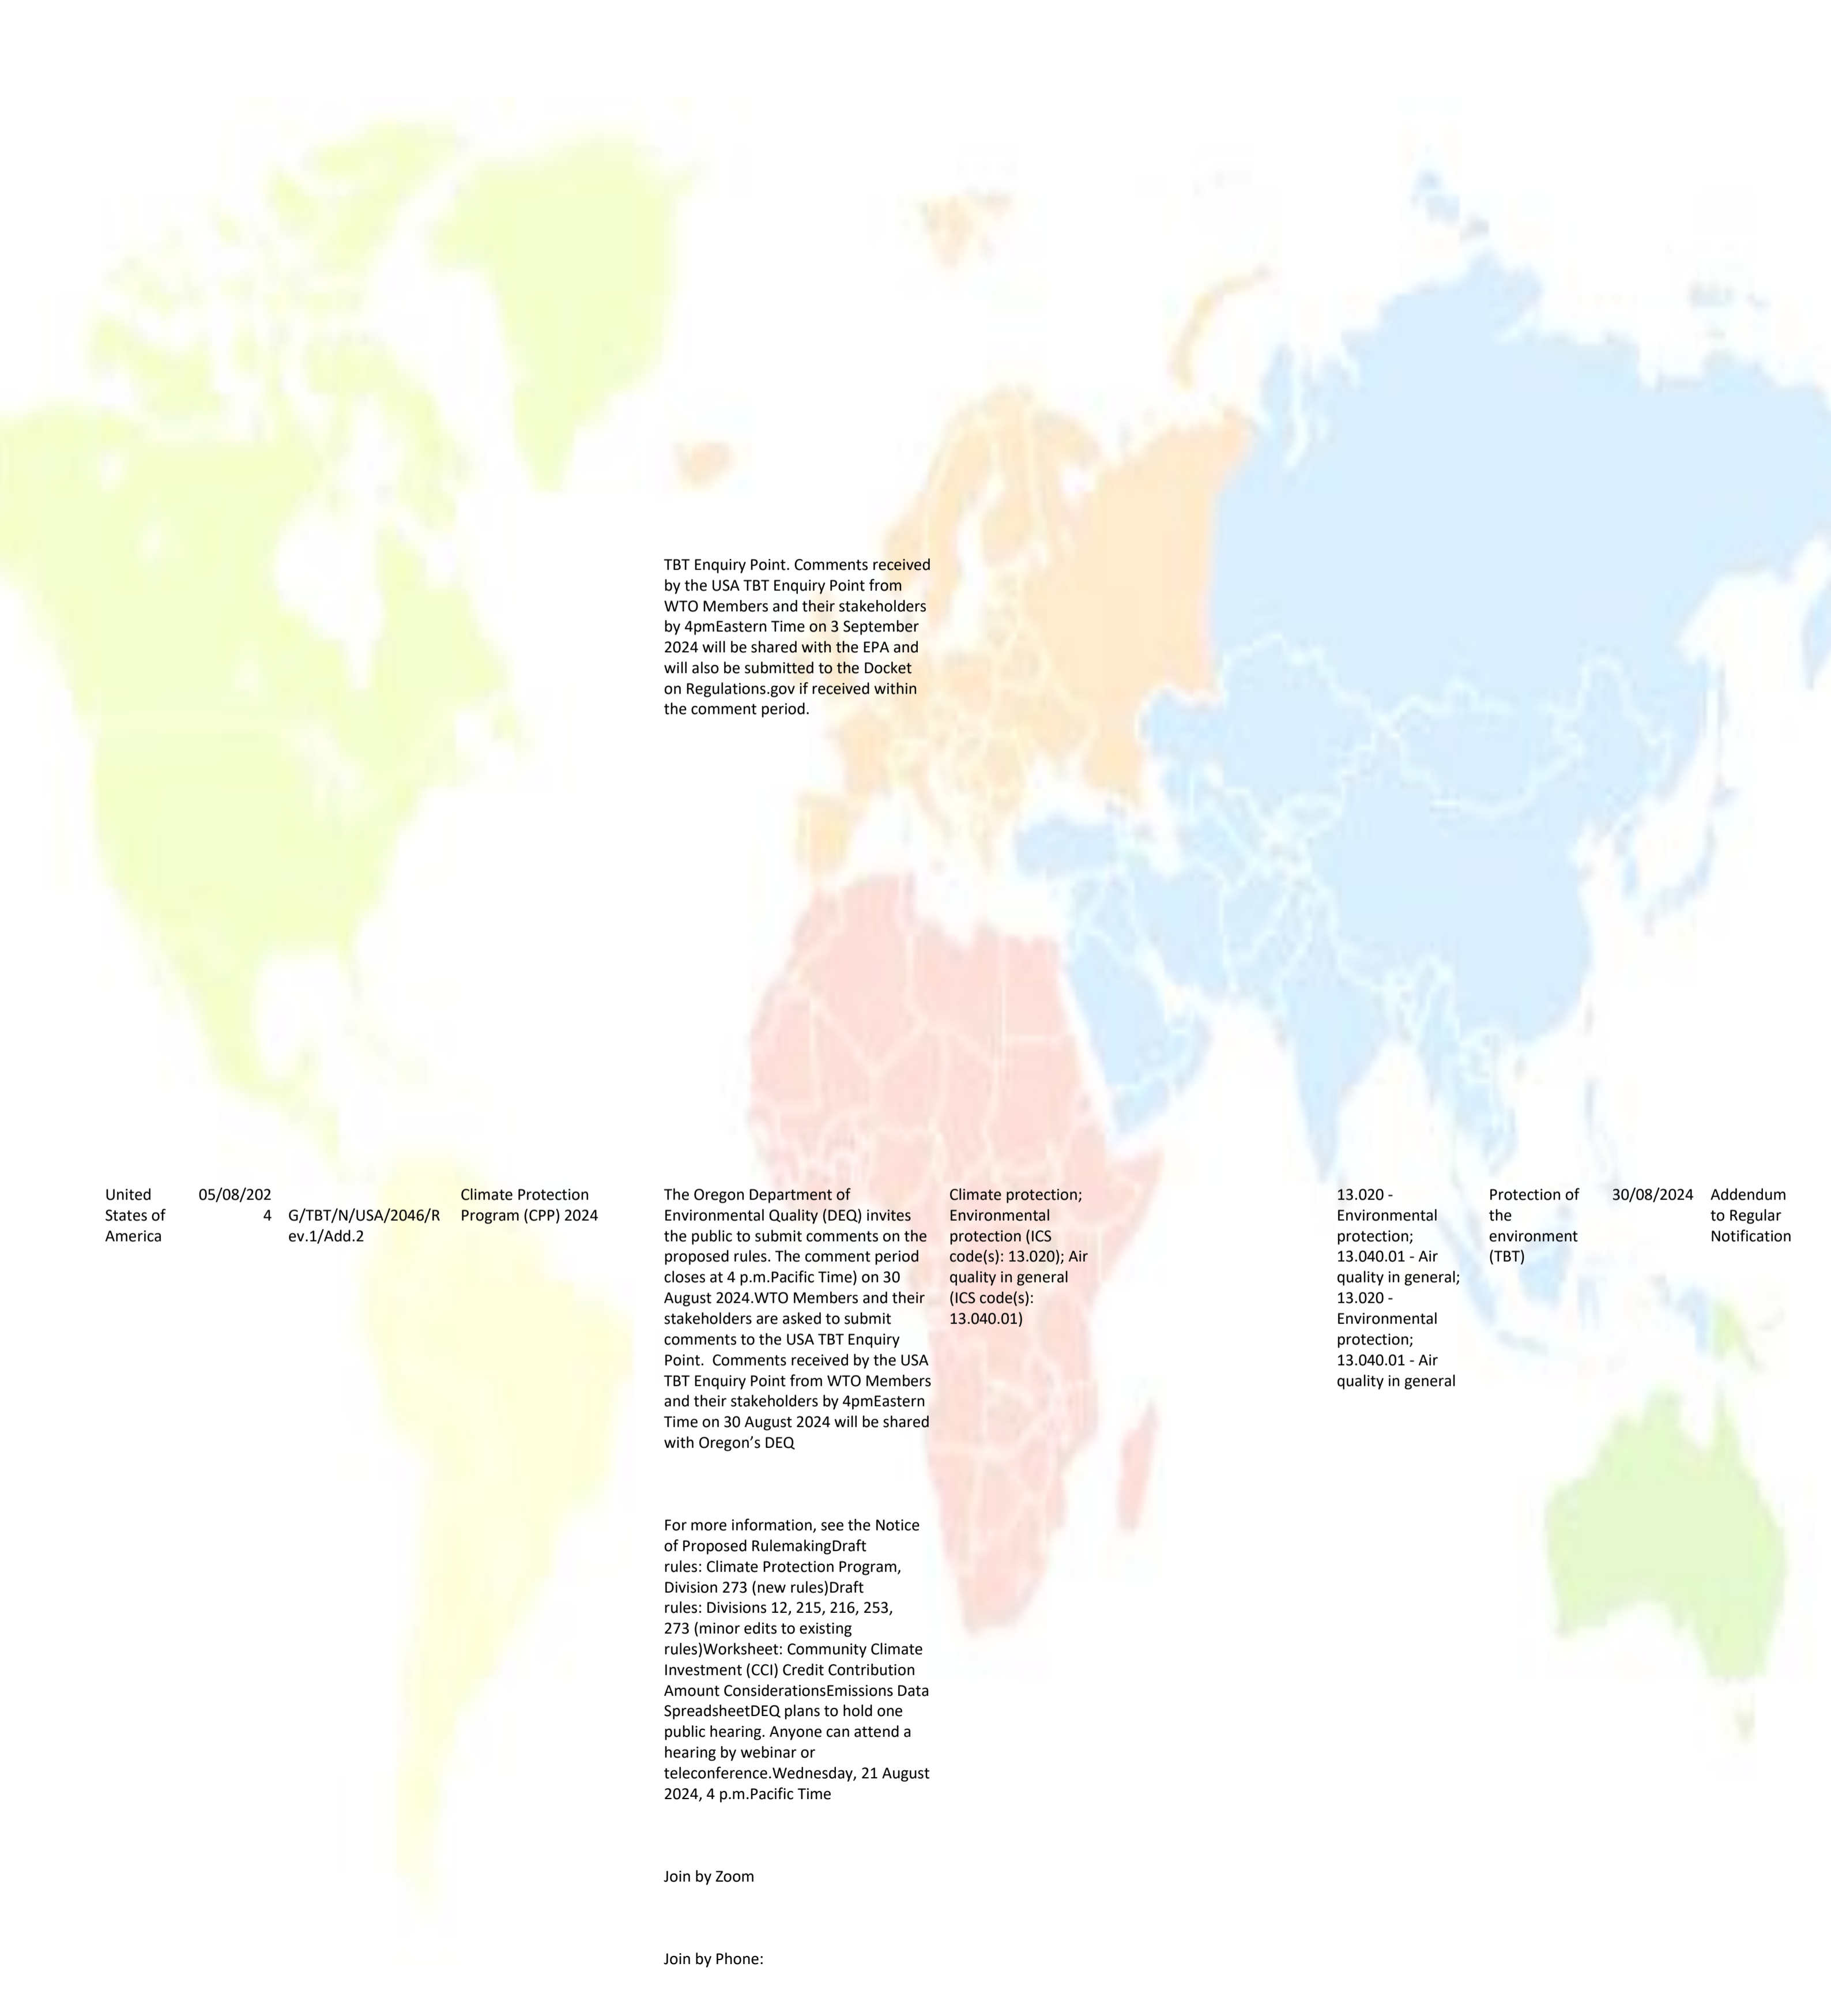 TBT Enquiry Point. Comments received
by the USA TBT Enquiry Point from
WTO Members and their stakeholders
by 4pmEastern Time on 3 September
2024 will be shared with the EPA and
will also be submitted to the Docket
on Regulations.gov if received within
the comment period.
United
States of
America
05/08/202
4
G/TBT/N/USA/2046/R
ev.1/Add.2
Climate Protection
Program (CPP) 2024
The Oregon Department of
Environmental Quality (DEQ) invites
the public to submit comments on the
proposed rules. The comment period
closes at 4 p.m.Pacific Time) on 30
August 2024.WTO Members and their
stakeholders are asked to submit
comments to the USA TBT Enquiry
Point.  Comments received by the USA
TBT Enquiry Point from WTO Members
and their stakeholders by 4pmEastern
Time on 30 August 2024 will be shared
with Oregon’s DEQ
For more information, see the Notice
of Proposed RulemakingDraft
rules: Climate Protection Program,
Division 273 (new rules)Draft
rules: Divisions 12, 215, 216, 253,
273 (minor edits to existing
rules)Worksheet: Community Climate
Investment (CCI) Credit Contribution
Amount ConsiderationsEmissions Data
SpreadsheetDEQ plans to hold one
public hearing. Anyone can attend a
hearing by webinar or
teleconference.Wednesday, 21 August
2024, 4 p.m.Pacific Time
Join by Zoom
Join by Phone:
Climate protection;
Environmental
protection (ICS
code(s): 13.020); Air
quality in general
(ICS code(s):
13.040.01)
13.020 -
Environmental
protection;
13.040.01 - Air
quality in general;
13.020 -
Environmental
protection;
13.040.01 - Air
quality in general
Protection of
the
environment
(TBT)
30/08/2024
Addendum
to Regular
Notification